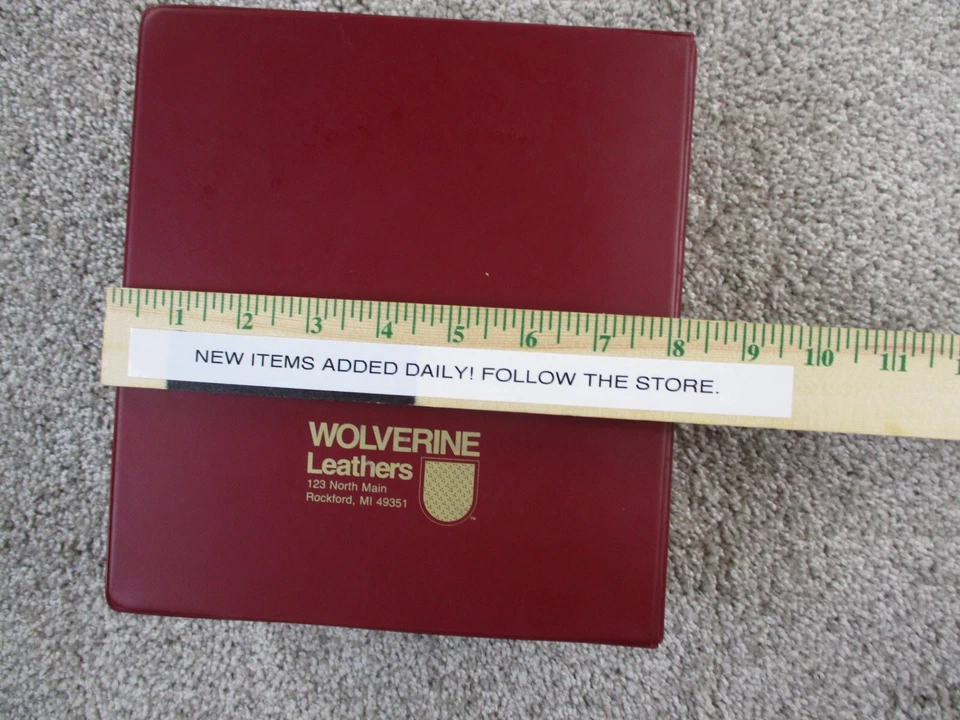 1 2 3 4 5 6 7 8 9 10 11
NEW ITEMS ADDED DAILY! FOLLOW THE STORE.
WOLVERINE
Leathers
123 North Main
Rockford, MI 49351
™